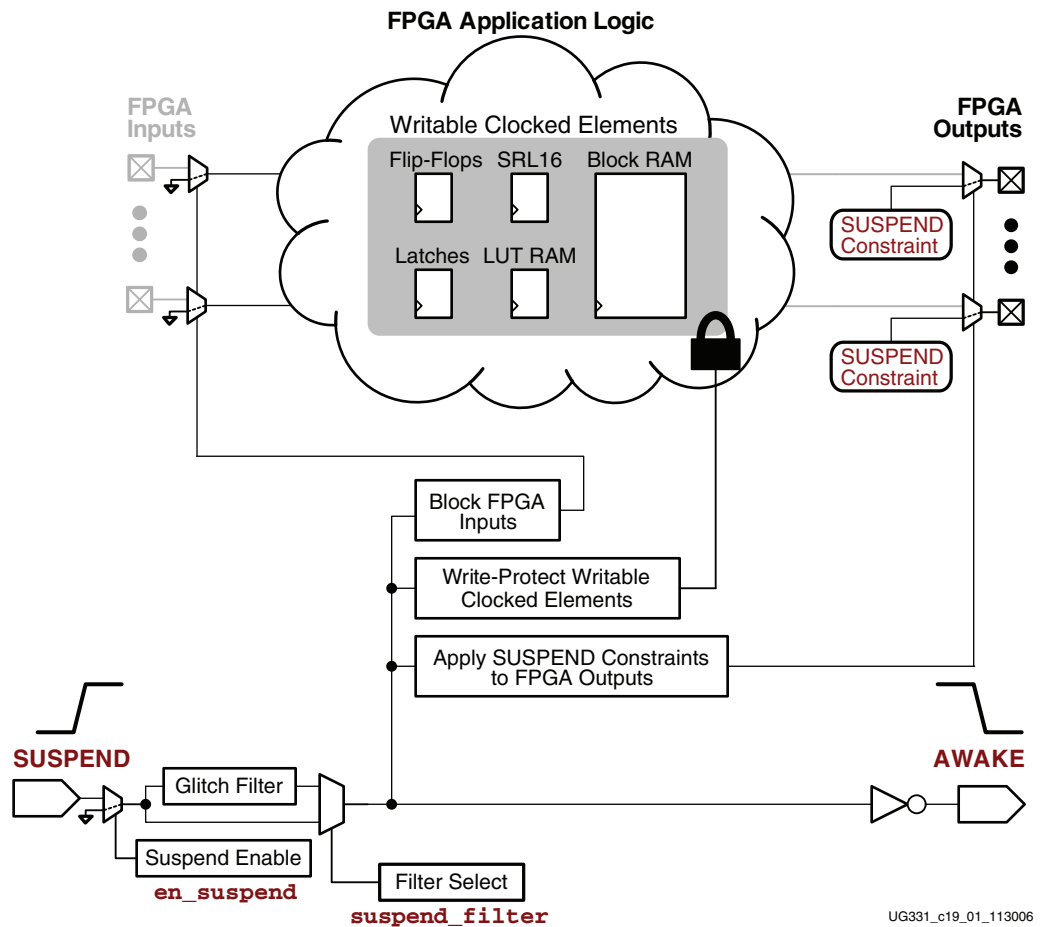 FPGA Application Logic
FPGA
Inputs
FPGA
Outputs
Writable Clocked Elements
Flip-Flops SRL16 Block RAM
Latches LUT RAM
SUSPEND
Constraint
SUSPEND
Constraint
Block FPGA
Inputs
Write-Protect Writable
Clocked Elements
Apply SUSPEND Constraints
to FPGA Outputs
SUSPEND
AWAKE
Glitch Filter
Suspend Enable
en_suspend
Filter Select
suspend_filter
UG331_c19_01_113006